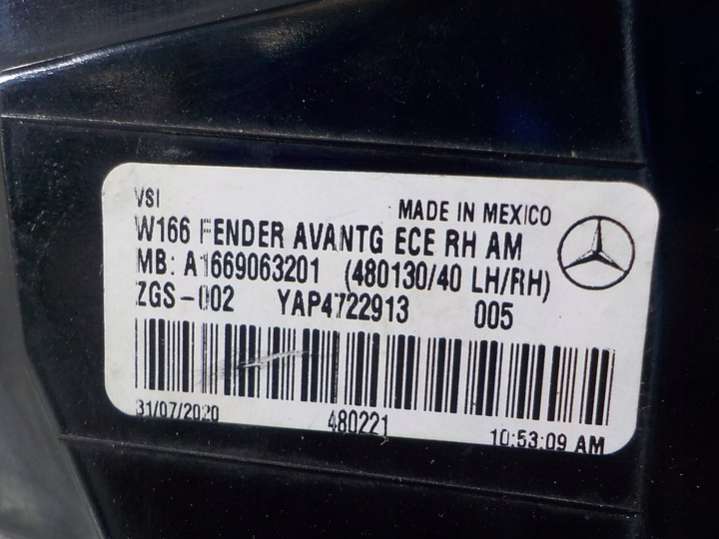 VSI
MADE IN MEXICO
W166 FENDER AVANTG ECE RH AM
MB: A1669063201 (480130/40 LH/RH)
ZGS-002 YAP4722913 005
31/07/2020 480221 10:53:09 AM